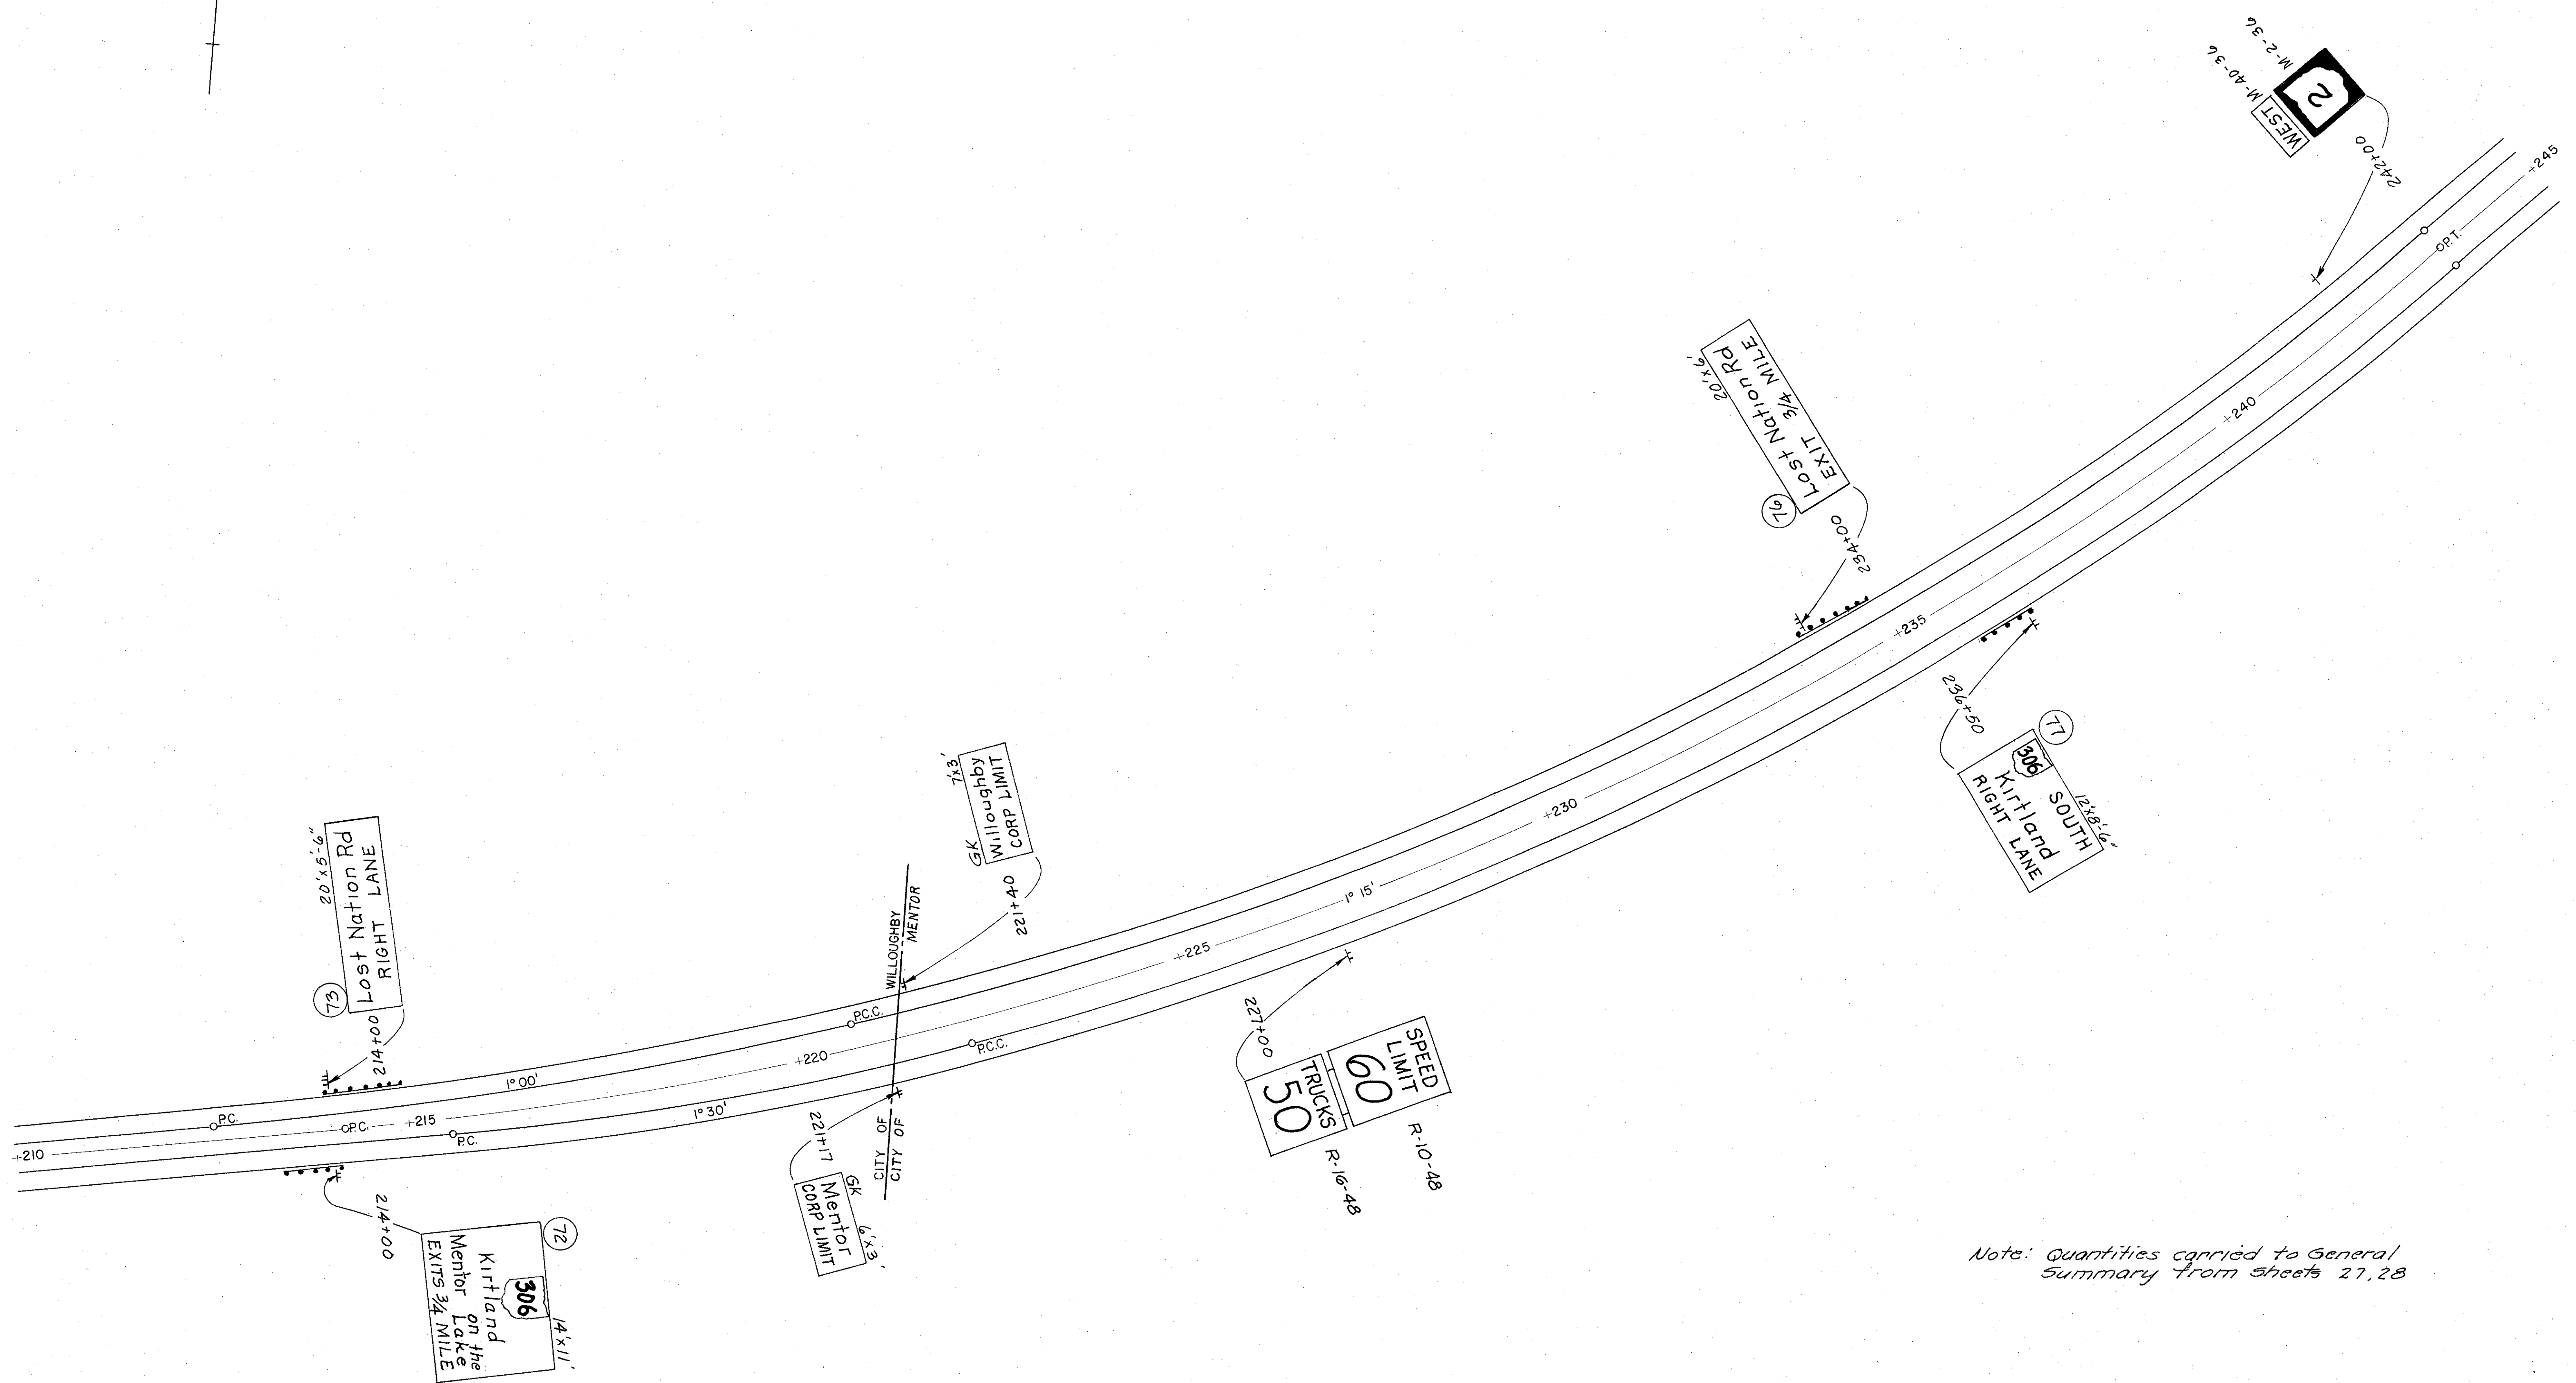 M-2-36
M-40-36
2
WEST
242+00
+245
P.T.
20'x6'
Lost Nation Rd
EXIT 3/4 MILE
76
234+00
+240
+235
236+50
77
306 SOUTH
Kirtland
RIGHT LANE
12'x8'-6"
7'x3'
Willoughby
CORP LIMIT
GK
221+40
+230
1° 15'
+225
WILLOUGHBY
MENTOR
20'x5'-6"
Lost Nation Rd
RIGHT LANE
73
214+00
P.C.C.
P.C.C.
227+00
SPEED
LIMIT
60
TRUCKS
50
R-10-48
R-16-48
+220
1° 00'
1° 30'
P.C.
P.C.
+215
P.C.
+210
221+17
CITY OF
CITY OF
GK
6'x3'
Mentor
CORP LIMIT
214+00
72
306
Kirtland
Mentor on the Lake
EXITS 3/4 MILE
14'x11'
Note: Quantities carried to General
Summary from Sheets 27,28